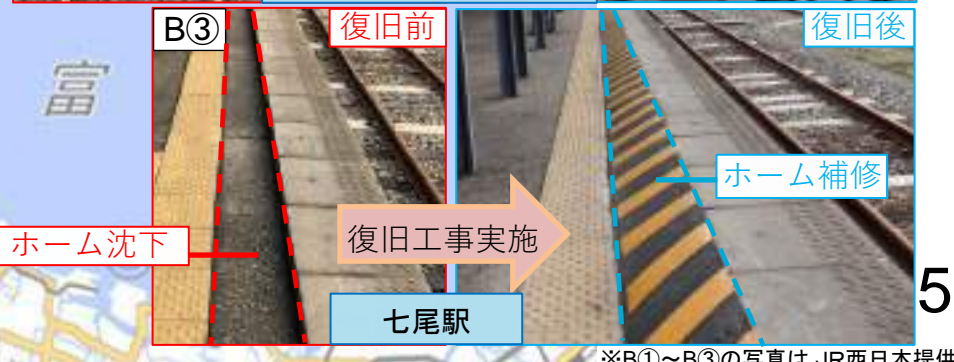 B③
復旧前
復旧後
富
ホーム補修
ホーム沈下
復旧工事実施
七尾駅
5
※B①～B③の写真は、JR西日本提供